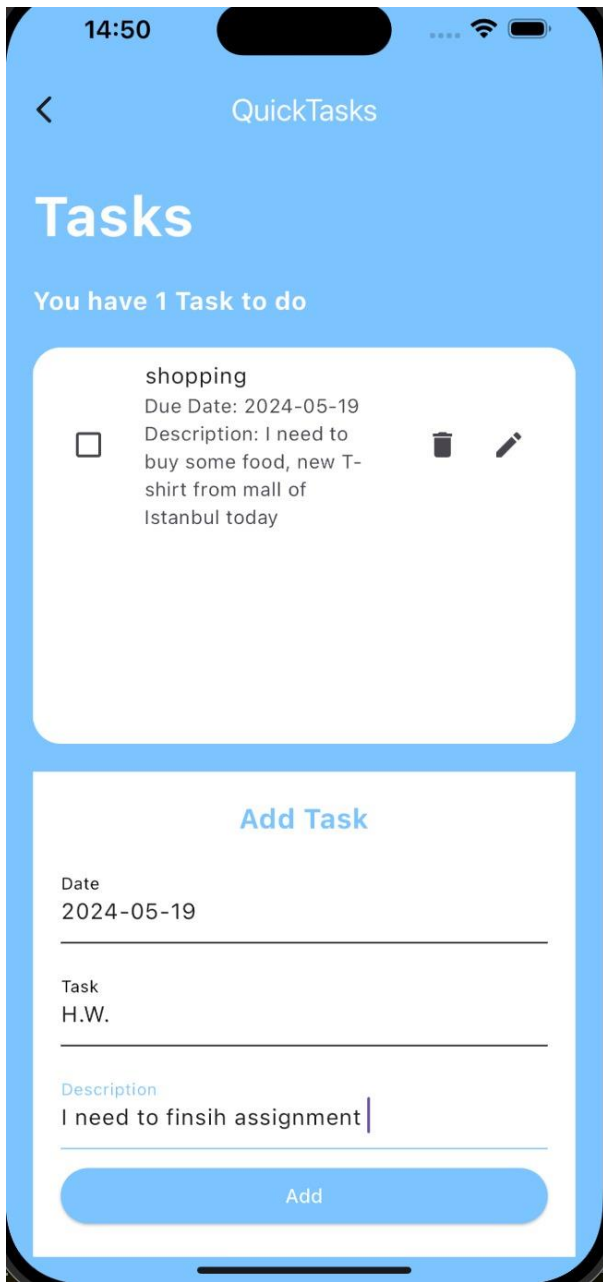 14:50
QuickTasks
Tasks
You have 1 Task to do
shopping
Due Date: 2024-05-19
Description: I need to
buy some food, new T-
shirt from mall of
Istanbul today
Add Task
Date
2024-05-19
Task
H.W.
Description
I need to finsih assignment
Add